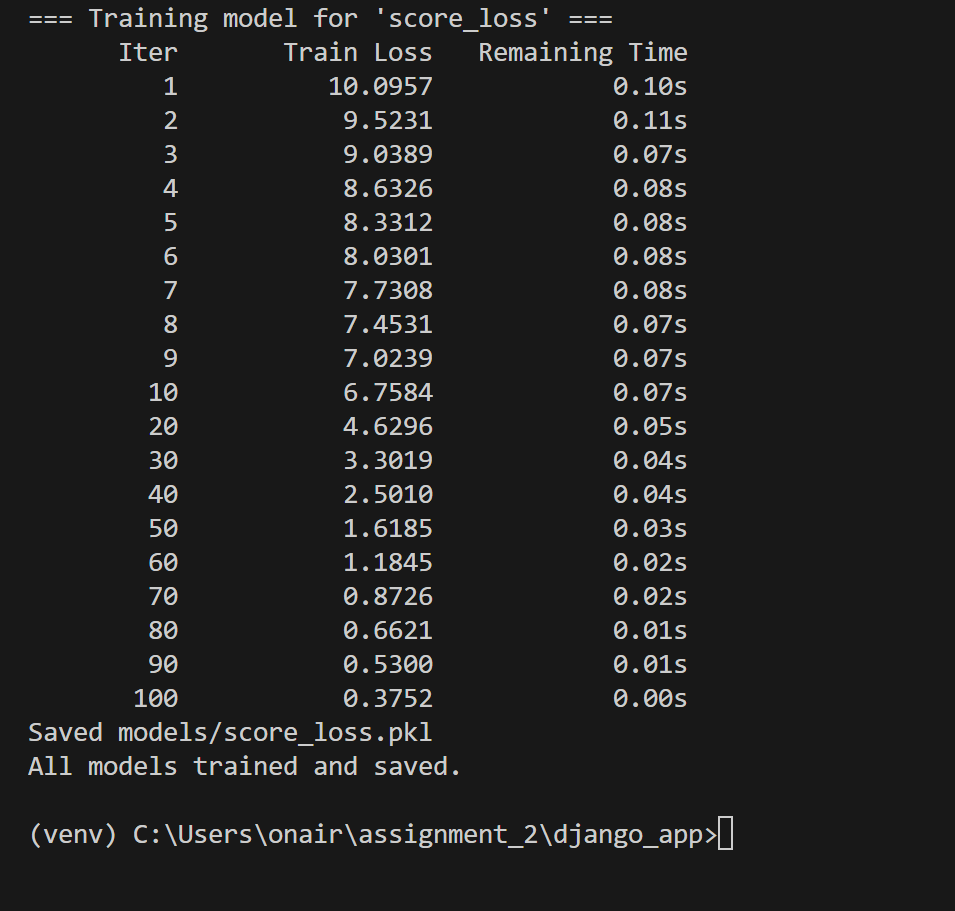 === Training model for 'score_loss' ===
Iter Train Loss Remaining Time
1 10.0957 0.10s
2 9.5231 0.11s
3 9.0389 0.07s
4 8.6326 0.08s
5 8.3312 0.08s
6 8.0301 0.08s
7 7.7308 0.08s
8 7.4531 0.07s
9 7.0239 0.07s
10 6.7584 0.07s
20 4.6296 0.05s
30 3.3019 0.04s
40 2.5010 0.04s
50 1.6185 0.03s
60 1.1845 0.02s
70 0.8726 0.02s
80 0.6621 0.01s
90 0.5300 0.01s
100 0.3752 0.00s
Saved models/score_loss.pkl
All models trained and saved.
(venv) C:\Users\onair\assignment_2\django_app>